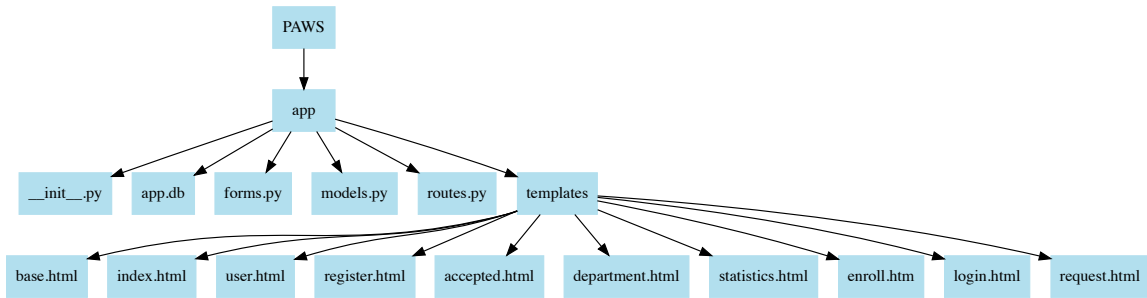 PAWS
app
__init__.py
app.db
forms.py
models.py
routes.py
templates
base.html
index.html
user.html
register.html
accepted.html
department.html
statistics.html
enroll.htm
login.html
request.html